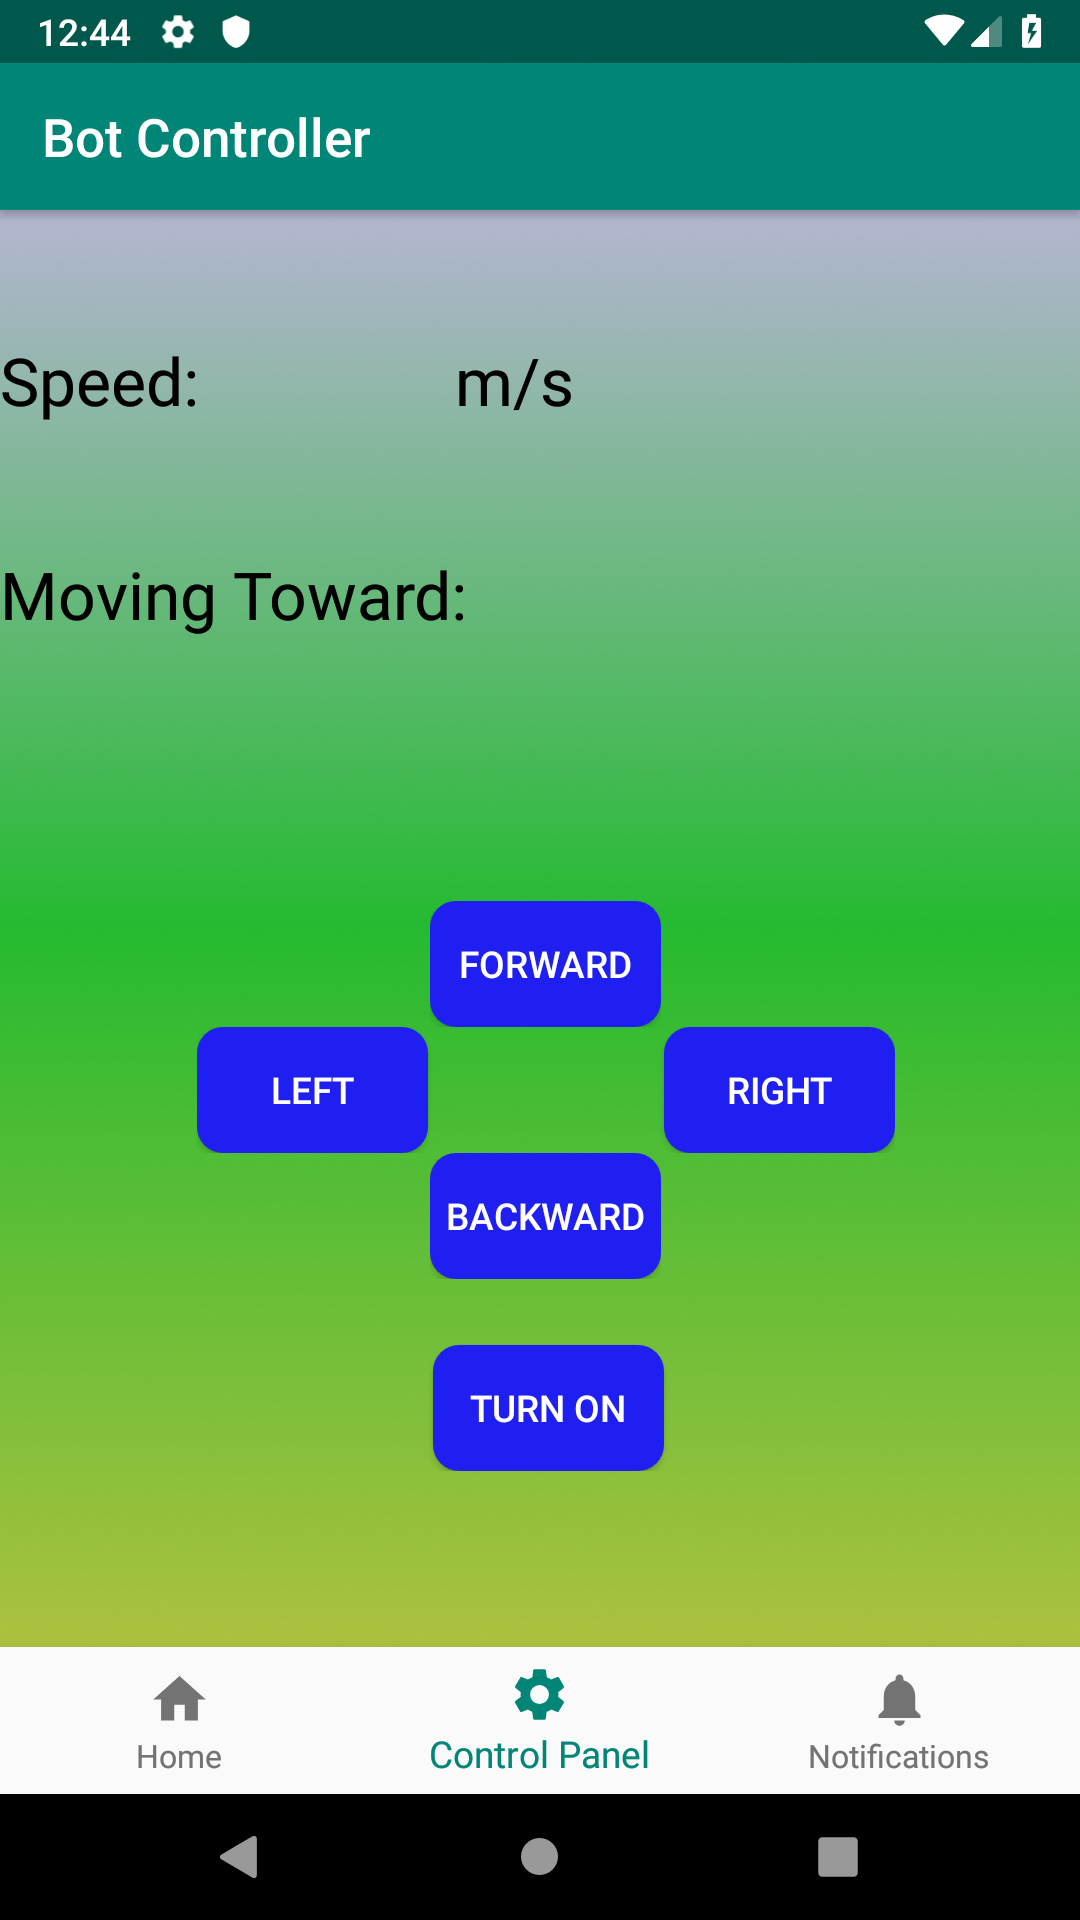 12:44
Bot Controller
Speed: m/s
Moving Toward:
FORWARD
LEFT RIGHT
BACKWARD
TURN ON
Home Control Panel Notifications